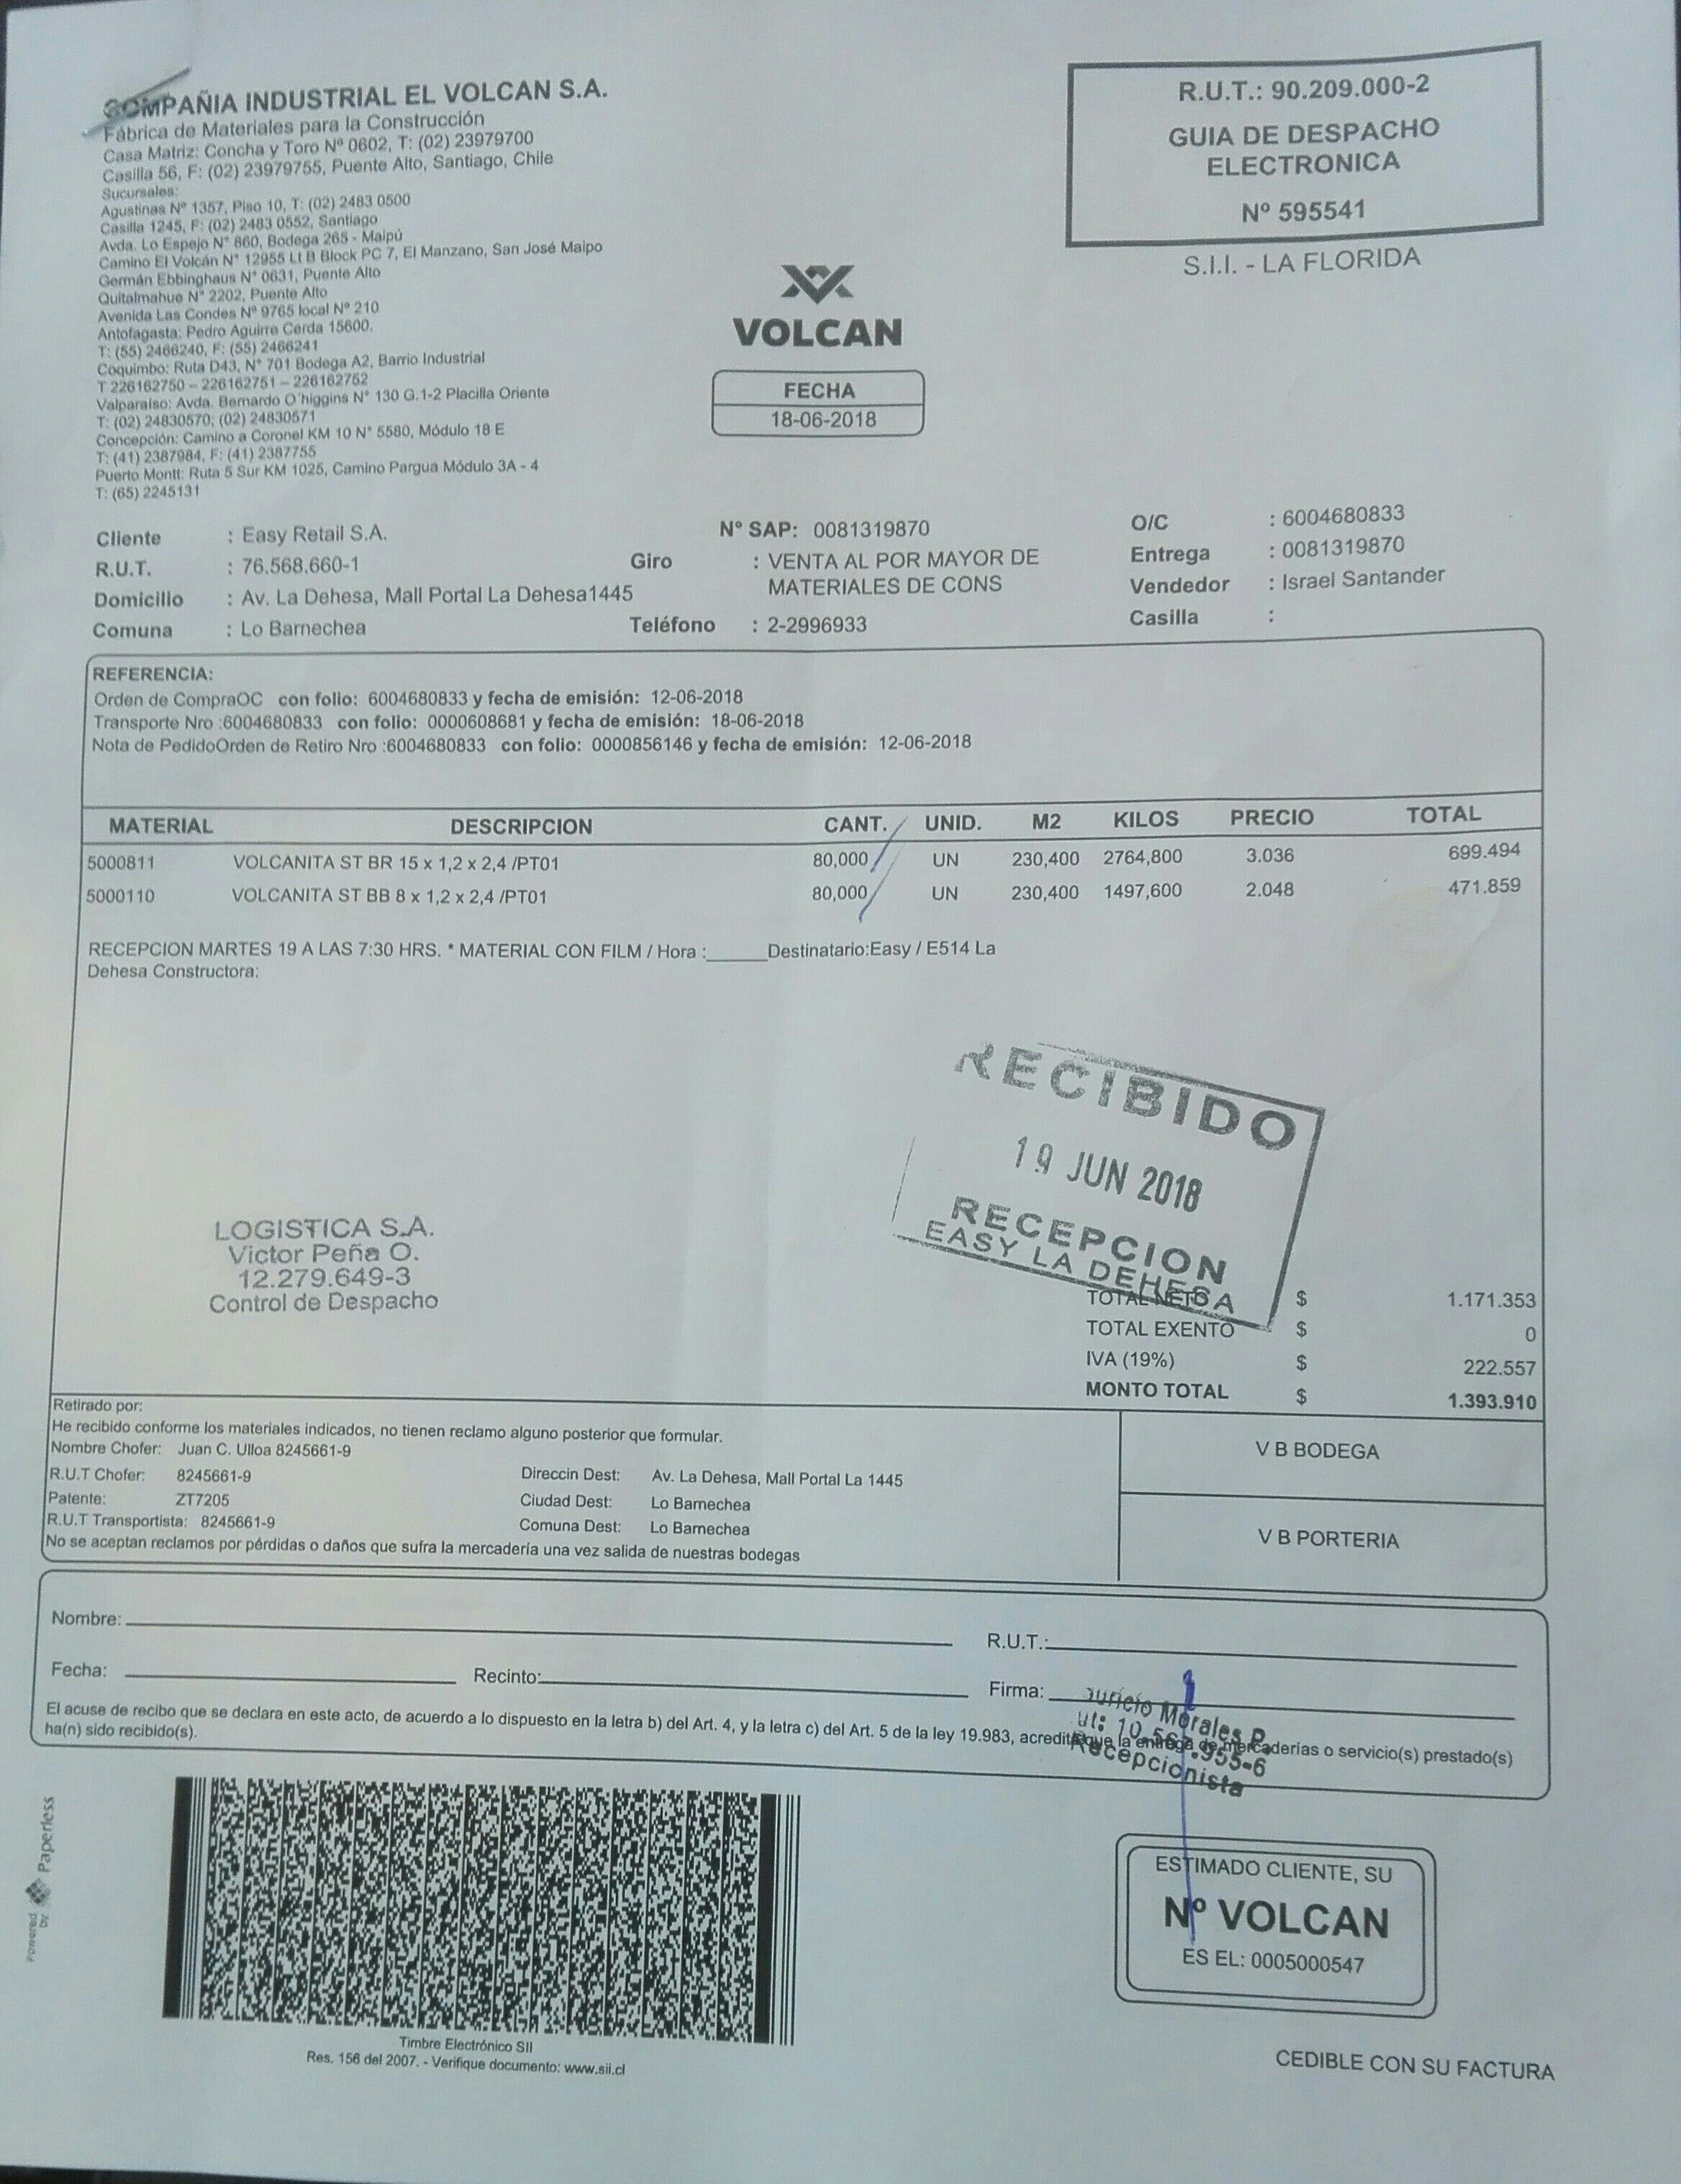 COMPAÑIA INDUSTRIAL EL VOLCAN S.A.
Fábrica de Materiales para la Construcción
Casa Matriz: Concha y Toro Nº 0602, T: (02) 23979700
Casilla 56, F: (02) 23979755, Puente Alto, Santiago, Chile
Sucursales:
Agustinas Nº 1357, Piso 10, T: (02) 2483 0500
Casilla 1245, F: (02) 2483 0552, Santiago
Avda. Lo Espejo N° 860, Bodega 265 - Maipú
Camino El Volcán N° 12955 Lt B Block PC 7, El Manzano, San José Maipo
Germán Ebbinghaus N° 0631, Puente Alto
Quitalmahue N° 2202, Puente Alto
Avenida Las Condes Nº 9765 local Nº 210
Antofagasta: Pedro Aguirre Cerda 15600.
T: (55) 2466240, F: (55) 2466241
Coquimbo: Ruta D43, N° 701 Bodega A2, Barrio Industrial
T 226162750 – 226162751 – 226162752
Valparaiso: Avda. Bernardo O'higgins N° 130 G.1-2 Placilla Oriente
T: (02) 24830570; (02) 24830571
Concepción: Camino a Coronel KM 10 N° 5580, Módulo 18 E
T: (41) 2387984, F: (41) 2387755
Puerto Montt: Ruta 5 Sur KM 1025, Camino Pargua Módulo 3A - 4
T: (65) 2245131
R.U.T.: 90.209.000-2
GUIA DE DESPACHO
ELECTRONICA
Nº 595541
S.I.I. - LA FLORIDA
VOLCAN
FECHA
18-06-2018
Cliente : Easy Retail S.A. N° SAP: 0081319870 O/C : 6004680833
R.U.T. : 76.568.660-1 Giro : VENTA AL POR MAYOR DE Entrega : 0081319870
MATERIALES DE CONS
Domicilio : Av. La Dehesa, Mall Portal La Dehesa1445 Vendedor : Israel Santander
Comuna : Lo Barnechea Teléfono : 2-2996933 Casilla :
REFERENCIA:
Orden de CompraOC con folio: 6004680833 y fecha de emisión: 12-06-2018
Transporte Nro :6004680833 con folio: 0000608681 y fecha de emisión: 18-06-2018
Nota de PedidoOrden de Retiro Nro :6004680833 con folio: 0000856146 y fecha de emisión: 12-06-2018
MATERIAL DESCRIPCION CANT. UNID. M2 KILOS PRECIO TOTAL
5000811 VOLCANITA ST BR 15 x 1,2 x 2,4 /PT01 80,000 UN 230,400 2764,800 3.036 699.494
5000110 VOLCANITA ST BB 8 x 1,2 x 2,4 /PT01 80,000 UN 230,400 1497,600 2.048 471.859
RECEPCION MARTES 19 A LAS 7:30 HRS. * MATERIAL CON FILM / Hora :______Destinatario:Easy / E514 La
Dehesa Constructora:
RECIBIDO
19 JUN 2018
RECEPCION
EASY LA DEHESA
LOGISTICA S.A.
Victor Peña O.
12.279.649-3
Control de Despacho
TOTAL NETO $ 1.171.353
TOTAL EXENTO $ 0
IVA (19%) $ 222.557
MONTO TOTAL $ 1.393.910
Retirado por:
He recibido conforme los materiales indicados, no tienen reclamo alguno posterior que formular.
Nombre Chofer: Juan C. Ulloa 8245661-9
R.U.T Chofer: 8245661-9 Direccin Dest: Av. La Dehesa, Mall Portal La 1445
Patente: ZT7205 Ciudad Dest: Lo Barnechea
R.U.T Transportista: 8245661-9 Comuna Dest: Lo Barnechea
No se aceptan reclamos por pérdidas o daños que sufra la mercadería una vez salida de nuestras bodegas
V B BODEGA
V B PORTERIA
Nombre:
R.U.T.:
Fecha: Recinto: Firma:
uricio Morales P.
ut: 10.567.955-6
Recepcionista
El acuse de recibo que se declara en este acto, de acuerdo a lo dispuesto en la letra b) del Art. 4, y la letra c) del Art. 5 de la ley 19.983, acredita que la entrega de mercaderías o servicio(s) prestado(s)
ha(n) sido recibido(s).
Powered by Paperless
Timbre Electrónico SII
Res. 156 del 2007. - Verifique documento: www.sii.cl
ESTIMADO CLIENTE, SU
Nº VOLCAN
ES EL: 0005000547
CEDIBLE CON SU FACTURA